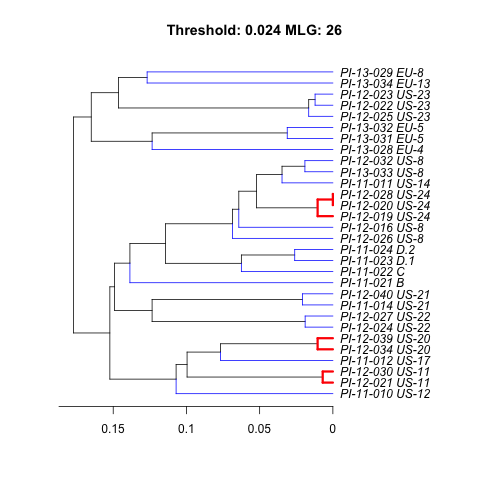 Threshold: 0.024 MLG: 26
PI-13-029 EU-8
PI-13-034 EU-13
PI-12-023 US-23
PI-12-022 US-23
PI-12-025 US-23
PI-13-032 EU-5
PI-13-031 EU-5
PI-13-028 EU-4
PI-12-032 US-8
PI-13-033 US-8
PI-11-011 US-14
PI-12-028 US-24
PI-12-020 US-24
PI-12-019 US-24
PI-12-016 US-8
PI-12-026 US-8
PI-11-024 D.2
PI-11-023 D.1
PI-11-022 C
PI-11-021 B
PI-12-040 US-21
PI-11-014 US-21
PI-12-027 US-22
PI-12-024 US-22
PI-12-039 US-20
PI-12-034 US-20
PI-11-012 US-17
PI-12-030 US-11
PI-12-021 US-11
PI-11-010 US-12
0.15 0.1 0.05 0